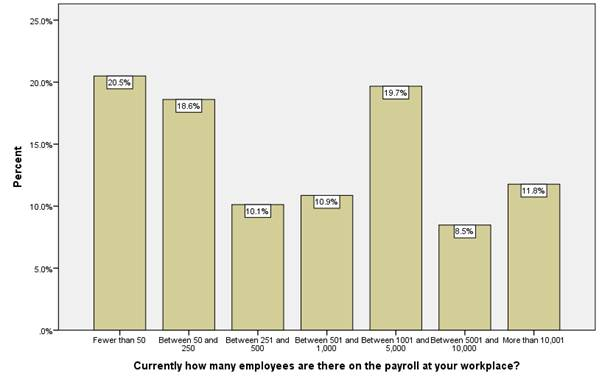 25.0%
20.0%
15.0%
10.0%
5.0%
.0%
Percent
20.5%
18.6%
10.1%
10.9%
19.7%
8.5%
11.8%
Fewer than 50
Between 50 and
250
Between 251 and
500
Between 501 and
1,000
Between 1001 and
5,000
Between 5001 and
10,000
More than 10,001
Currently how many employees are there on the payroll at your workplace?